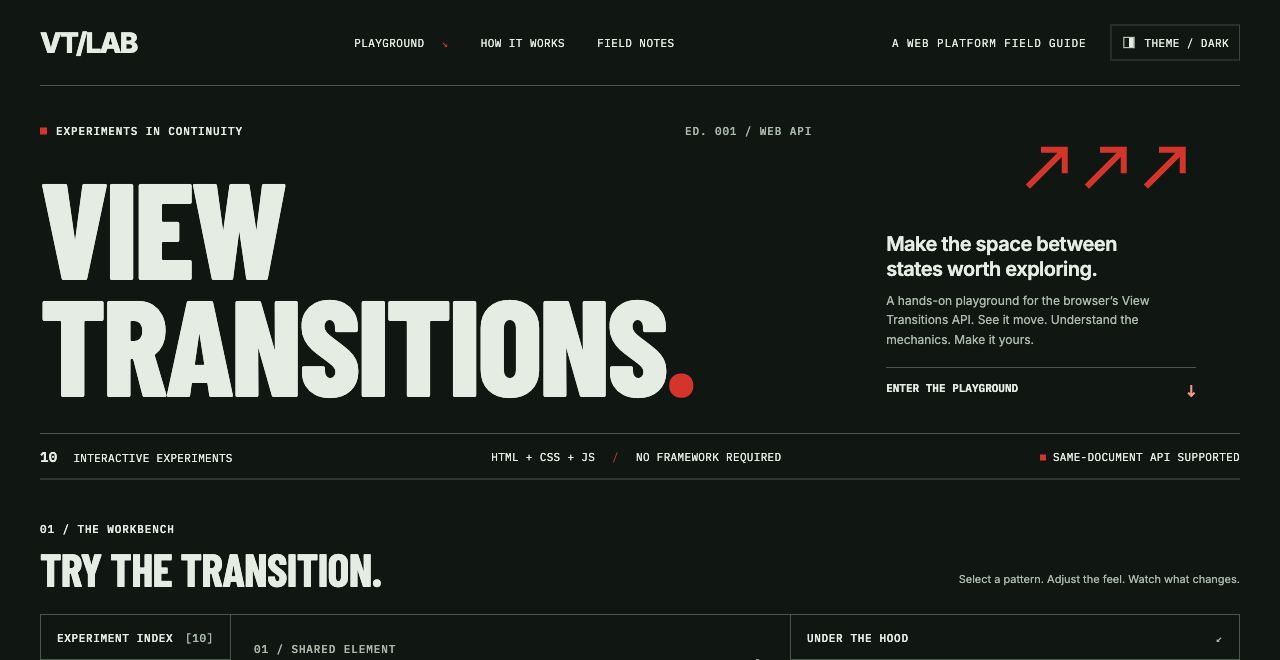 VT/LAB
PLAYGROUND ↘
HOW IT WORKS
FIELD NOTES
A WEB PLATFORM FIELD GUIDE
THEME / DARK
EXPERIMENTS IN CONTINUITY
ED. 001 / WEB API
VIEW
TRANSITIONS.
↗↗↗
Make the space between
states worth exploring.
A hands-on playground for the browser’s View
Transitions API. See it move. Understand the
mechanics. Make it yours.
ENTER THE PLAYGROUND ↓
10 INTERACTIVE EXPERIMENTS
HTML + CSS + JS / NO FRAMEWORK REQUIRED
SAME-DOCUMENT API SUPPORTED
01 / THE WORKBENCH
TRY THE TRANSITION.
Select a pattern. Adjust the feel. Watch what changes.
EXPERIMENT INDEX [10]
01 / SHARED ELEMENT
UNDER THE HOOD ↙